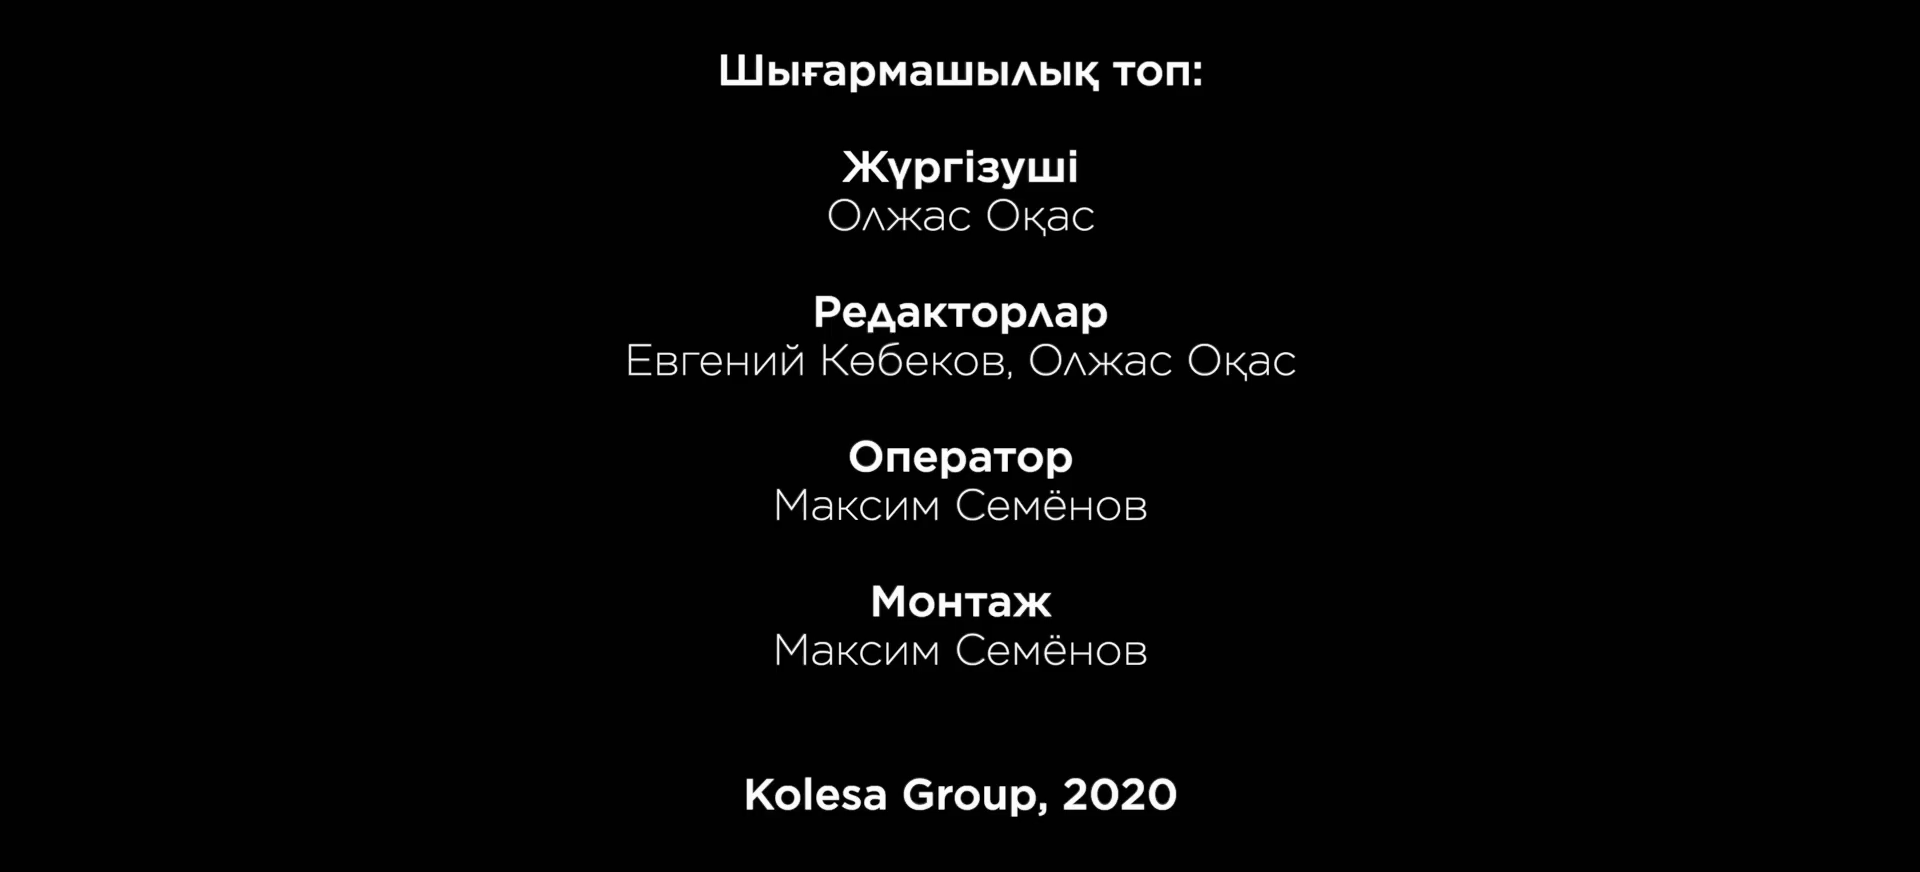 Шығармашылық топ:
Жүргізуші
Олжас Оқас
Редакторлар
Евгений Көбеков, Олжас Оқас
Оператор
Максим Семёнов
Монтаж
Максим Семёнов
Kolesa Group, 2020